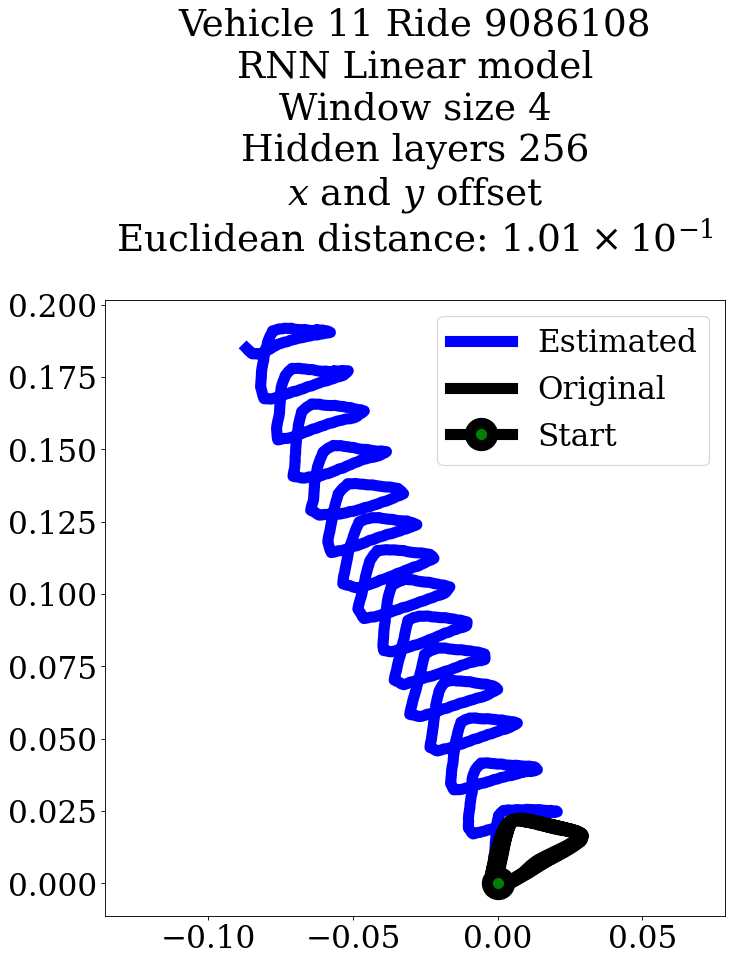 Vehicle 11 Ride 9086108
RNN Linear model
Window size 4
Hidden layers 256
x and y offset
Euclidean distance: 1.01 × 10⁻¹
0.200
0.175
0.150
0.125
0.100
0.075
0.050
0.025
0.000
Estimated
Original
Start
−0.10 −0.05 0.00 0.05